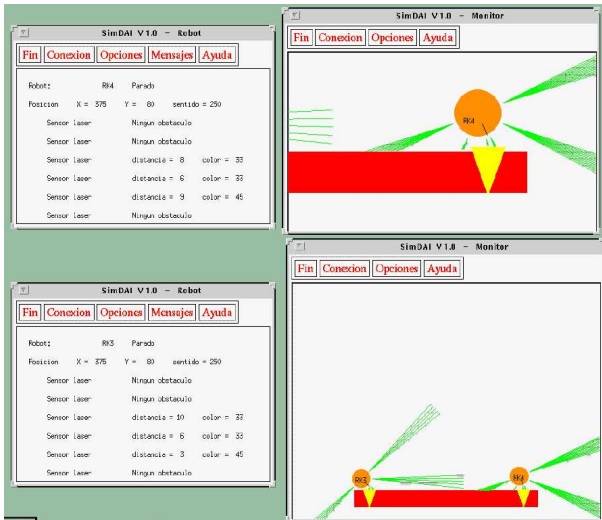 SimDAI V 1.0 - Robot
Fin Conexion Opciones Mensajes Ayuda
Robot: RK4 Parado
Posicion X = 375 Y = 80 sentido = 250
Sensor laser Ningun obstaculo
Sensor laser Ningun obstaculo
Sensor laser distancia = 8 color = 33
Sensor laser distancia = 6 color = 33
Sensor laser distancia = 9 color = 45
Sensor laser Ningun obstaculo
SimDAI V 1.0 - Monitor
Fin Conexion Opciones Ayuda
RK4
SimDAI V 1.0 - Robot
Fin Conexion Opciones Mensajes Ayuda
Robot: RK3 Parado
Posicion X = 375 Y = 80 sentido = 250
Sensor laser Ningun obstaculo
Sensor laser Ningun obstaculo
Sensor laser distancia = 10 color = 33
Sensor laser distancia = 6 color = 33
Sensor laser distancia = 3 color = 45
Sensor laser Ningun obstaculo
SimDAI V 1.0 - Monitor
Fin Conexion Opciones Ayuda
RK3
RK4